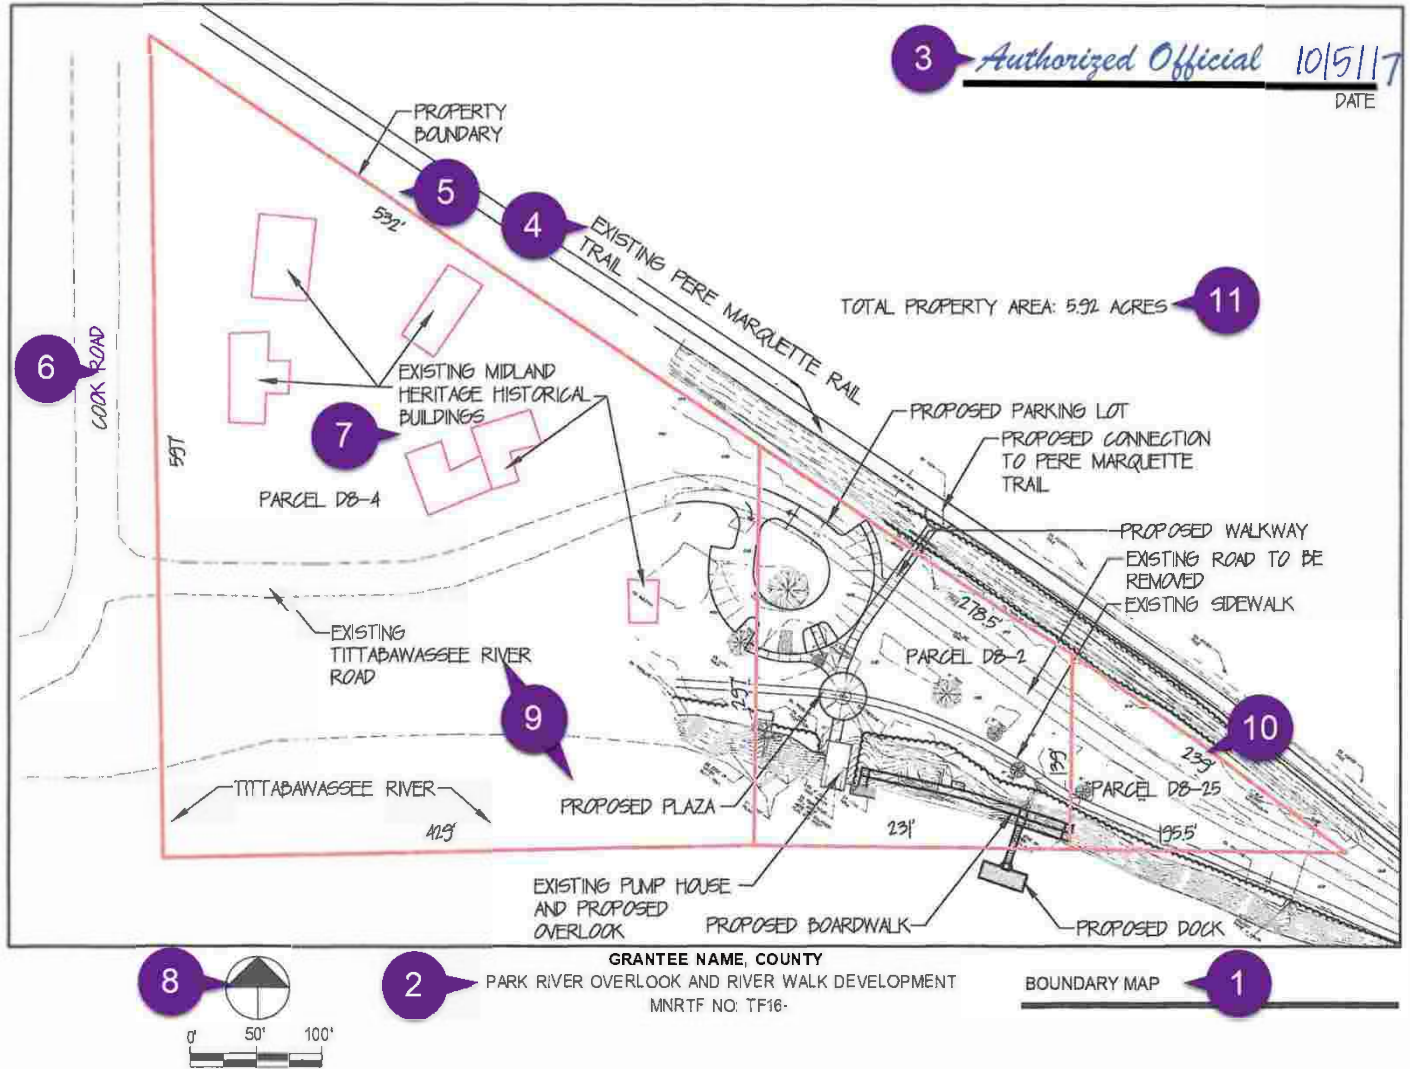 3
Authorized Official 10/5/17
DATE
PROPERTY
BOUNDARY
5
532'
4
EXISTING PERE MARQUETTE RAIL
TRAIL
TOTAL PROPERTY AREA: 5.92 ACRES
11
6
COOK ROAD
EXISTING MIDLAND
HERITAGE HISTORICAL
BUILDINGS
7
597'
PARCEL D8-4
PROPOSED PARKING LOT
PROPOSED CONNECTION
TO PERE MARQUETTE
TRAIL
PROPOSED WALKWAY
EXISTING ROAD TO BE
REMOVED
EXISTING SIDEWALK
278.5'
PARCEL D8-2
EXISTING
TITTABAWASSEE RIVER
ROAD
9
297'
10
239'
139'
PARCEL D8-25
TITTABAWASSEE RIVER
PROPOSED PLAZA
429'
231'
195.5'
EXISTING PUMP HOUSE
AND PROPOSED
OVERLOOK
PROPOSED BOARDWALK
PROPOSED DOCK
8
0' 50' 100'
2
GRANTEE NAME, COUNTY
PARK RIVER OVERLOOK AND RIVER WALK DEVELOPMENT
MNRTF NO: TF16-
BOUNDARY MAP
1